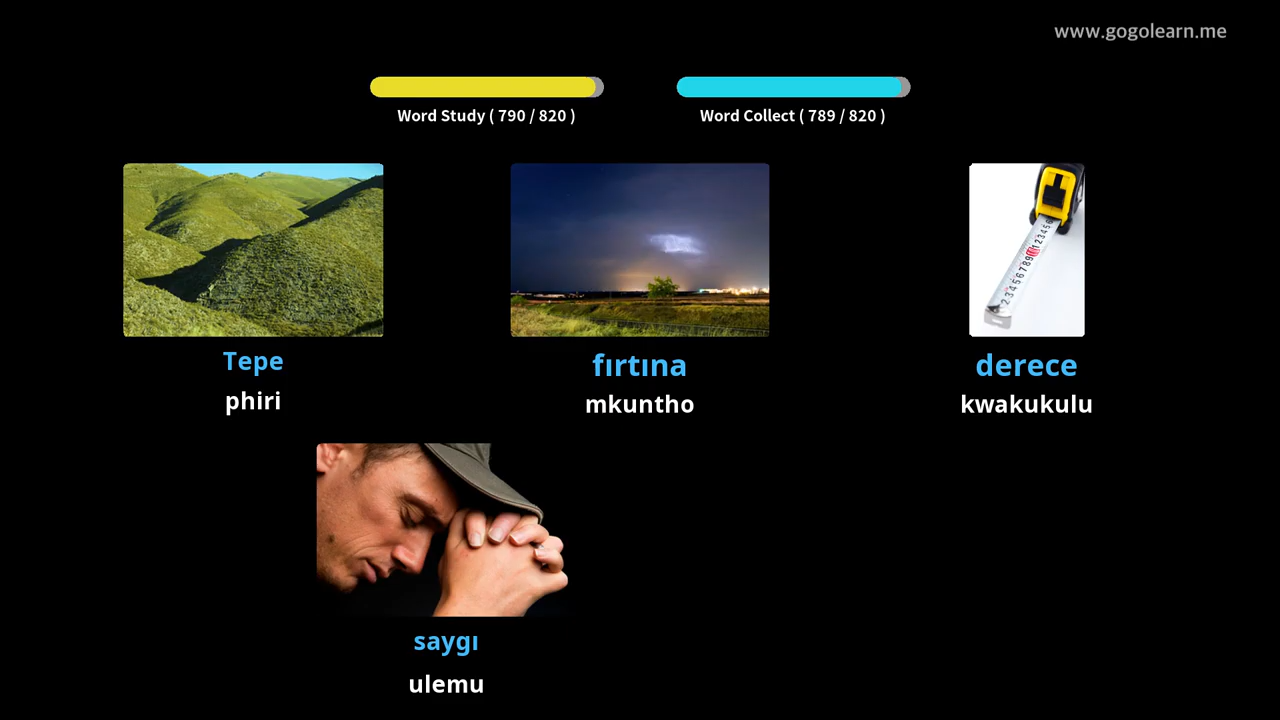 www.gogolearn.me
Word Study ( 790 / 820 )
Word Collect ( 789 / 820 )
Tepe
phiri
fırtına
mkuntho
derece
kwakukulu
saygı
ulemu